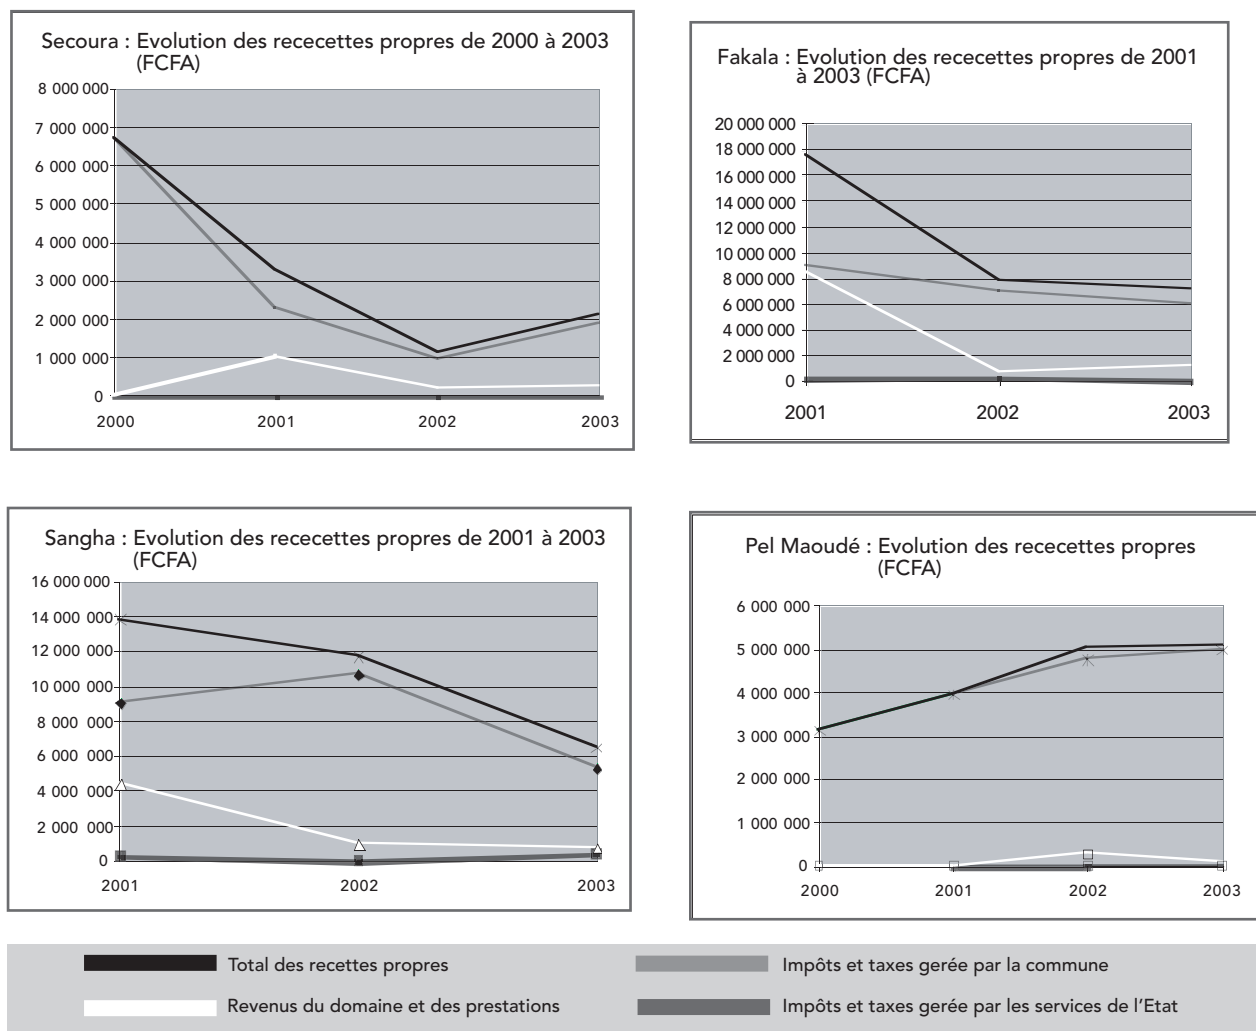 Secoura : Evolution des rececettes propres de 2000 à 2003
(FCFA)
8 000 000
7 000 000
6 000 000
5 000 000
4 000 000
3 000 000
2 000 000
1 000 000
0
2000 2001 2002 2003
Fakala : Evolution des rececettes propres de 2001
à 2003 (FCFA)
20 000 000
18 000 000
16 000 000
14 000 000
12 000 000
10 000 000
8 000 000
6 000 000
4 000 000
2 000 000
0
2001 2002 2003
Sangha : Evolution des rececettes propres de 2001 à 2003
(FCFA)
16 000 000
14 000 000
12 000 000
10 000 000
8 000 000
6 000 000
4 000 000
2 000 000
0
2001 2002 2003
Pel Maoudé : Evolution des rececettes propres
(FCFA)
6 000 000
5 000 000
4 000 000
3 000 000
2 000 000
1 000 000
0
2000 2001 2002 2003
Total des recettes propres
Impôts et taxes gerée par la commune
Revenus du domaine et des prestations
Impôts et taxes gerée par les services de l'Etat